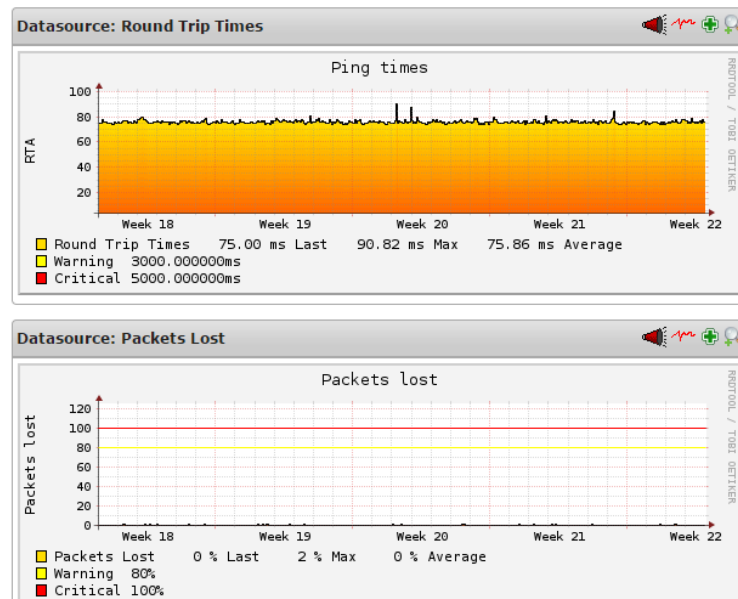 Datasource: Round Trip Times
Ping times
RRDTOOL / TOBI OETIKER
RTA
100
80
60
40
20
Week 18 Week 19 Week 20 Week 21 Week 22
Round Trip Times 75.00 ms Last 90.82 ms Max 75.86 ms Average
Warning 3000.000000ms
Critical 5000.000000ms
Datasource: Packets Lost
Packets lost
RRDTOOL / TOBI OETIKER
Packets lost
120
100
80
60
40
20
0
Week 18 Week 19 Week 20 Week 21 Week 22
Packets Lost 0 % Last 2 % Max 0 % Average
Warning 80%
Critical 100%